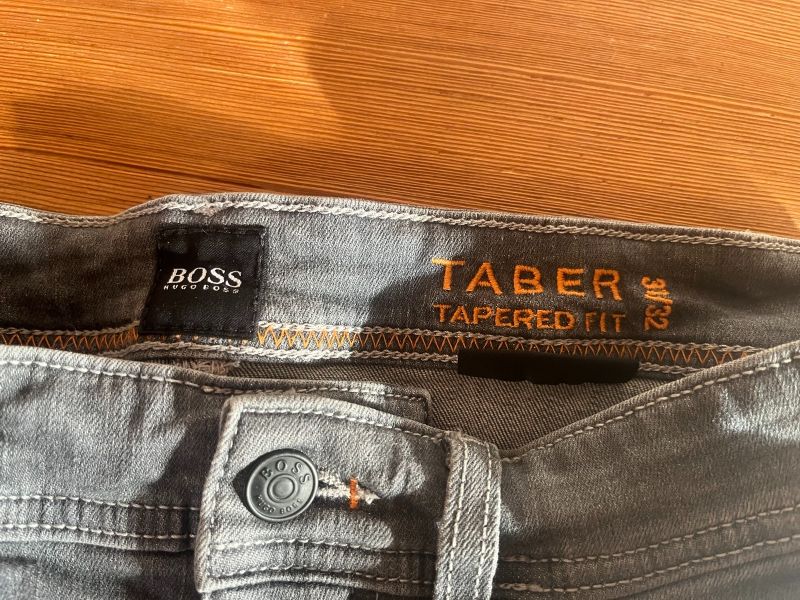 BOSS
HUGO BOSS
TABER
TAPERED FIT
31/32
BOSS
HUGO BOSS